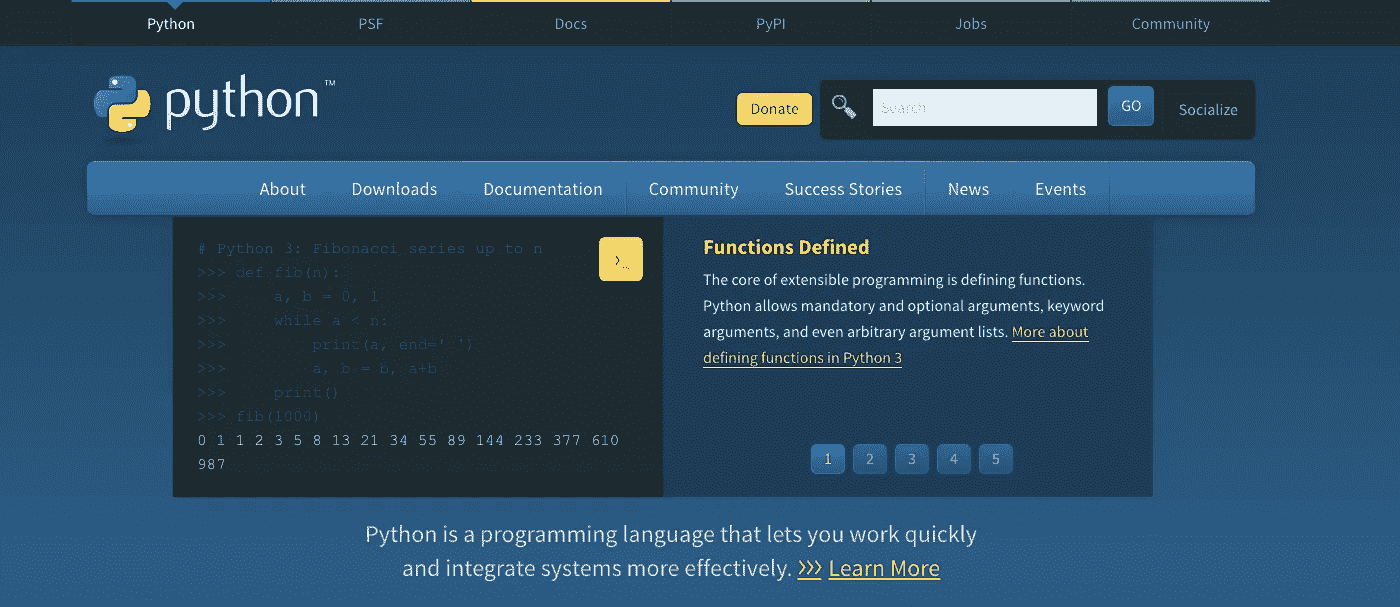 Python PSF Docs PyPI Jobs Community
python™
Donate Search GO Socialize
About Downloads Documentation Community Success Stories News Events
# Python 3: Fibonacci series up to n
>>> def fib(n):
>>>     a, b = 0, 1
>>>     while a < n:
>>>         print(a, end=' ')
>>>         a, b = b, a+b
>>>     print()
>>> fib(1000)
0 1 1 2 3 5 8 13 21 34 55 89 144 233 377 610
987
>_
Functions Defined
The core of extensible programming is defining functions.
Python allows mandatory and optional arguments, keyword
arguments, and even arbitrary argument lists. More about
defining functions in Python 3
1 2 3 4 5
Python is a programming language that lets you work quickly
and integrate systems more effectively. >>> Learn More